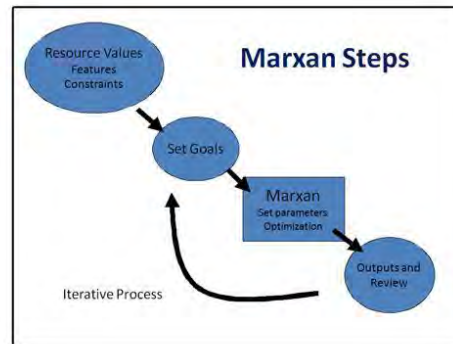 Marxan Steps
Resource Values
Features
Constraints
Set Goals
Marxan
Set parameters
Optimization
Outputs and
Review
Iterative Process